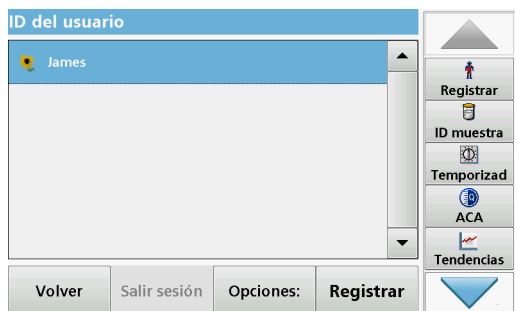 ID del usuario
James
Volver
Salir sesión
Opciones:
Registrar
Registrar
ID muestra
Temporizad
ACA
Tendencias